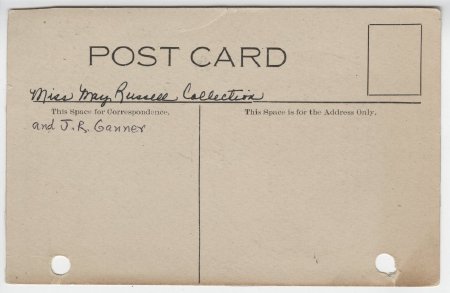 POST CARD
Miss May Russell Collection
This Space is for Correspondence.
This Space is for the Address Only.
and J.R. Ganner